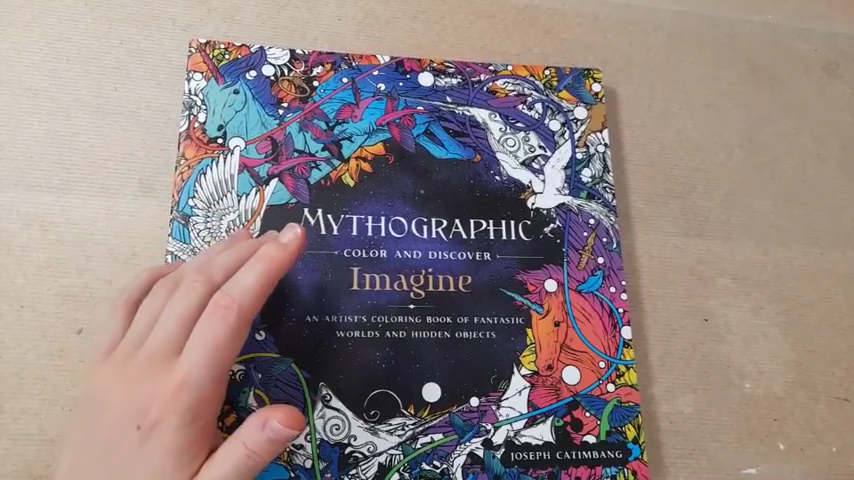 MYTHOGRAPHIC
COLOR AND DISCOVER
Imagine
AN ARTIST'S COLORING BOOK OF FANTASTIC
WORLDS AND HIDDEN OBJECTS
JOSEPH CATIMBANG